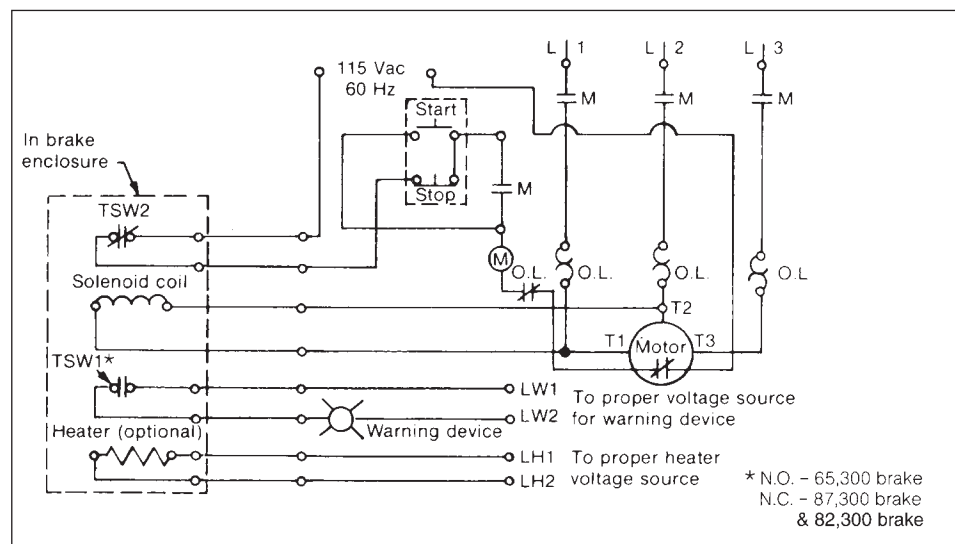 L 1
L 2
L 3
115 Vac
60 Hz
M
M
M
Start
In brake
enclosure
Stop
M
TSW2
M
O.L.
O.L.
O.L.
O.L
Solenoid coil
T2
T1
Motor
T3
TSW1*
LW1
To proper voltage source
for warning device
LW2
Warning device
Heater (optional)
LH1
To proper heater
voltage source
LH2
* N.O. - 65,300 brake
N.C. - 87,300 brake
& 82,300 brake